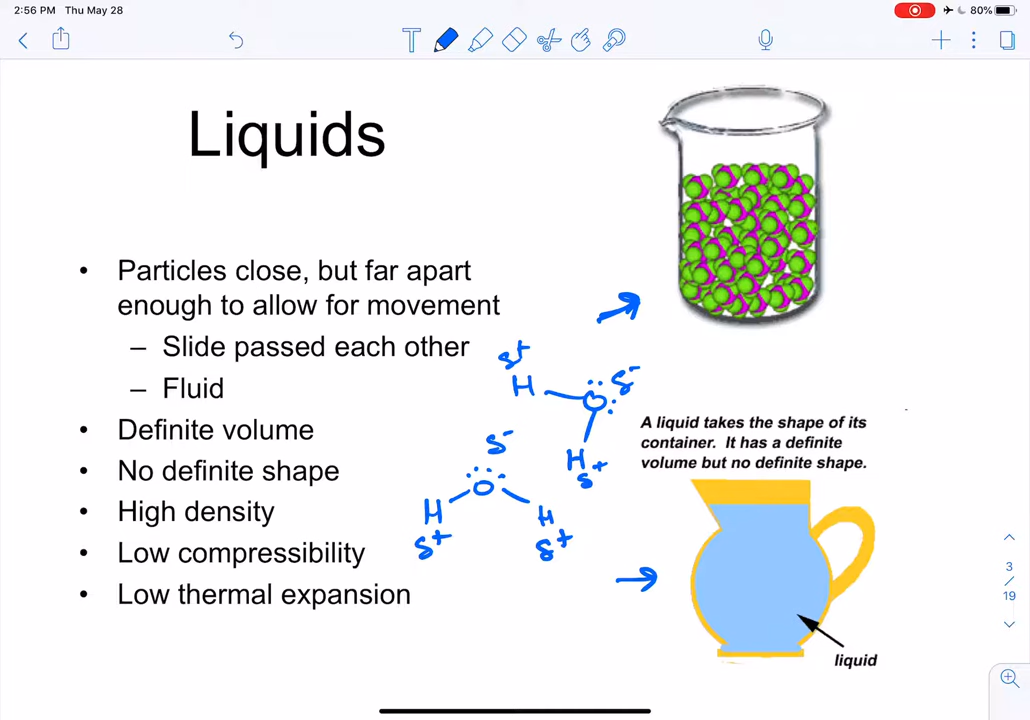 2:56 PM Thu May 28
80%
T
Liquids
• Particles close, but far apart
enough to allow for movement
– Slide passed each other
– Fluid
• Definite volume
• No definite shape
• High density
• Low compressibility
• Low thermal expansion
δ+
H
O
δ-
H
δ+
δ-
O
H
H
δ+
δ+
A liquid takes the shape of its
container. It has a definite
volume but no definite shape.
liquid
3
/
19